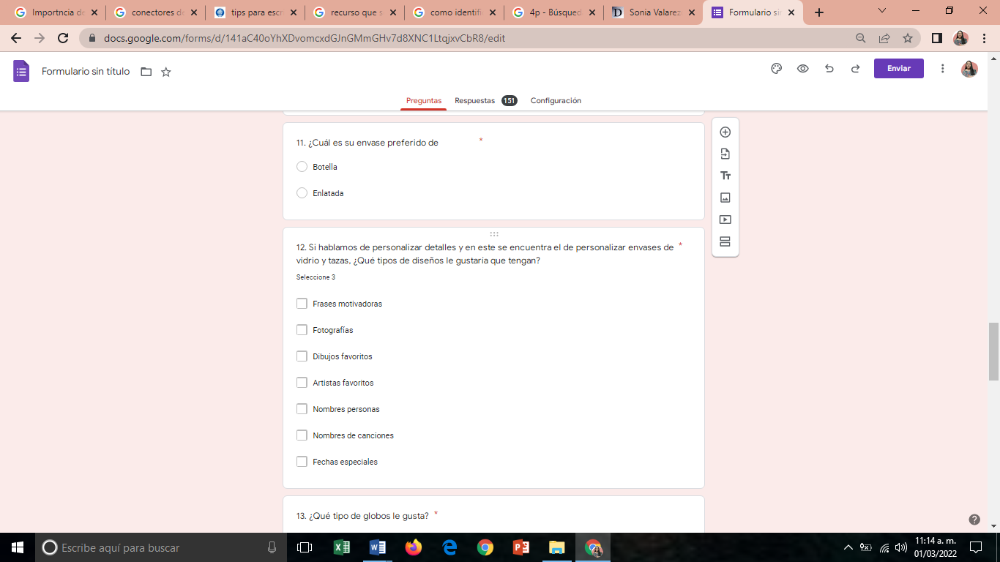 Importncia de
conectores d
tips para escr
recurso que s
como identifi
4p - Búsqued
Sonia Valarez
Formulario sin
docs.google.com/forms/d/141aC40oYhXDvomcxdGJnGMmGHv7d8XNC1LtqjxvCbR8/edit
Formulario sin título
Enviar
Preguntas
Respuestas 151
Configuración
11. ¿Cuál es su envase preferido de *
Botella
Enlatada
12. Si hablamos de personalizar detalles y en este se encuentra el de personalizar envases de *
vidrio y tazas, ¿Qué tipos de diseños le gustaría que tengan?
Seleccione 3
Frases motivadoras
Fotografías
Dibujos favoritos
Artistas favoritos
Nombres personas
Nombres de canciones
Fechas especiales
13. ¿Qué tipo de globos le gusta? *
Escribe aquí para buscar
11:14 a. m.
01/03/2022